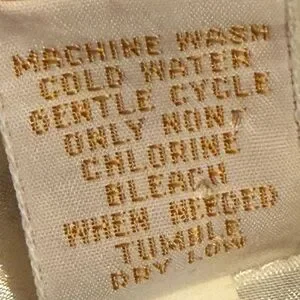 MACHINE WASH
COLD WATER
GENTLE CYCLE
ONLY NON
CHLORINE
BLEACH
WHEN NEEDED
TUMBLE
DRY LOW